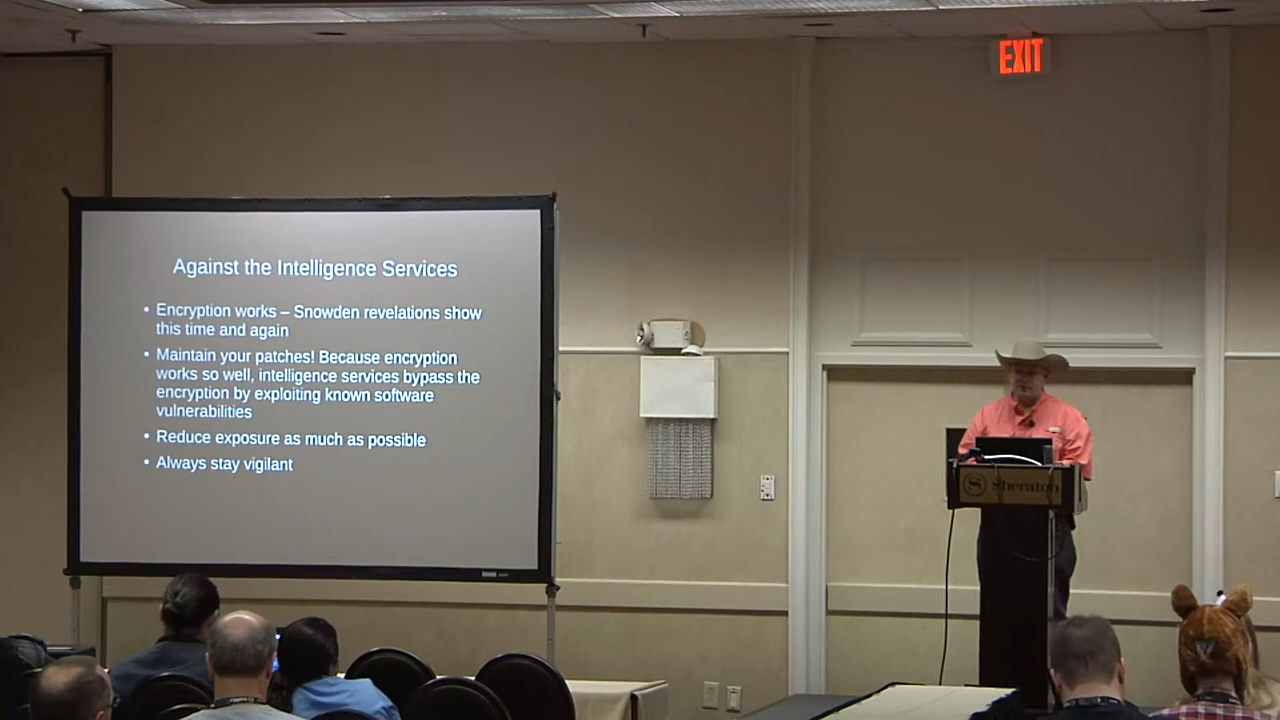 EXIT
Against the Intelligence Services
• Encryption works – Snowden revelations show
this time and again
• Maintain your patches! Because encryption
works so well, intelligence services bypass the
encryption by exploiting known software
vulnerabilities
• Reduce exposure as much as possible
• Always stay vigilant
S Sheraton